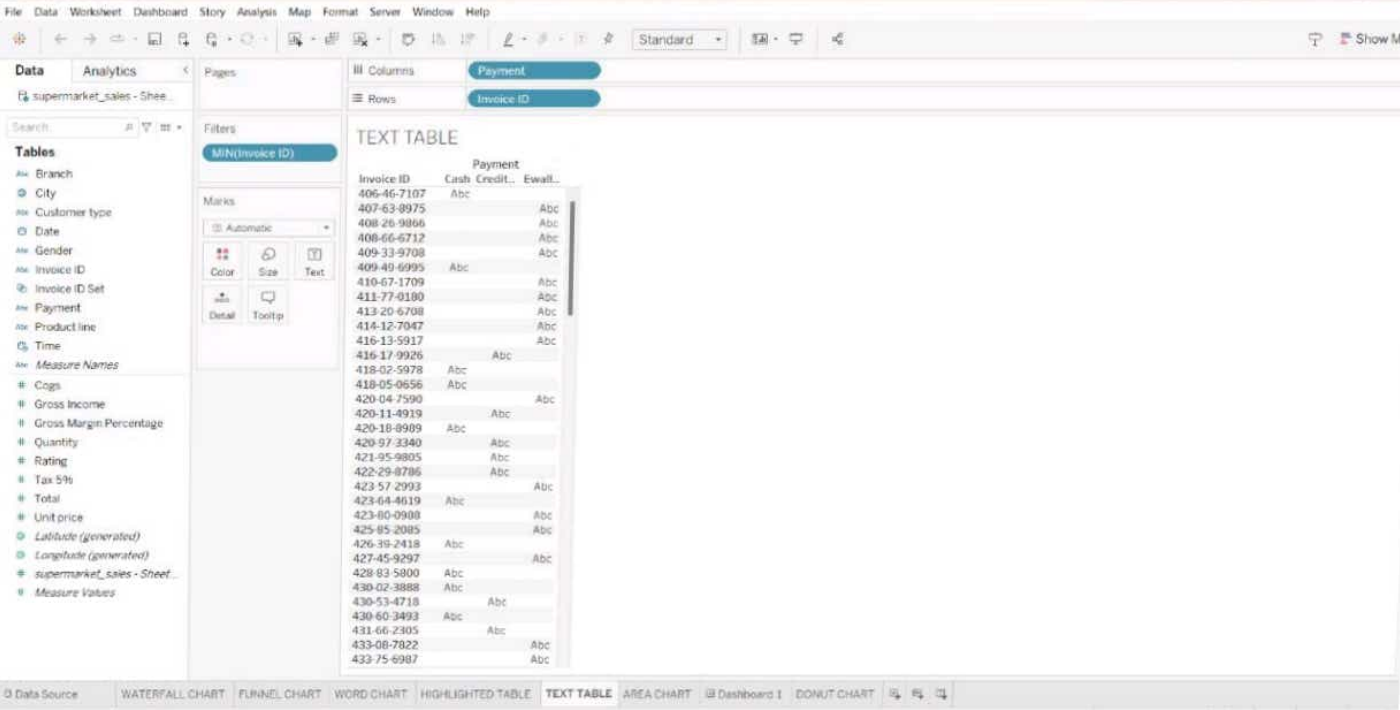 File Data Worksheet Dashboard Story Analysis Map Format Server Window Help
Standard
Show M
Data Analytics
supermarket_sales - Shee...
Search
Tables
Abc Branch
City
Abc Customer type
Date
Abc Gender
Abc Invoice ID
Invoice ID Set
Abc Payment
Abc Product line
Time
Abc Measure Names
# Cogs
# Gross Income
# Gross Margin Percentage
# Quantity
# Rating
# Tax 5%
# Total
# Unit price
Latitude (generated)
Longitude (generated)
# supermarket_sales - Sheet...
# Measure Values
Pages
Filters
MIN(Invoice ID)
Marks
Automatic
Color Size Text
Detail Tooltip
Columns Payment
Rows Invoice ID
TEXT TABLE
Payment
Invoice ID Cash Credit... Ewall...
406-46-7107 Abc
407-63-8975 Abc
408-26-9866 Abc
408-66-6712 Abc
409-33-9708 Abc
409-49-6995 Abc
410-67-1709 Abc
411-77-0180 Abc
413-20-6708 Abc
414-12-7047 Abc
416-13-5917 Abc
416-17-9926 Abc
418-02-5978 Abc
418-05-0656 Abc
420-04-7590 Abc
420-11-4919 Abc
420-18-8989 Abc
420-97-3340 Abc
421-95-9805 Abc
422-29-8786 Abc
423-57-2993 Abc
423-64-4619 Abc
423-80-0988 Abc
425-85-2085 Abc
426-39-2418 Abc
427-45-9297 Abc
428-83-5800 Abc
430-02-3888 Abc
430-53-4718 Abc
430-60-3493 Abc
431-66-2305 Abc
433-08-7822 Abc
433-75-6987 Abc
Data Source WATERFALL CHART FUNNEL CHART WORD CHART HIGHLIGHTED TABLE TEXT TABLE AREA CHART Dashboard 1 DONUT CHART